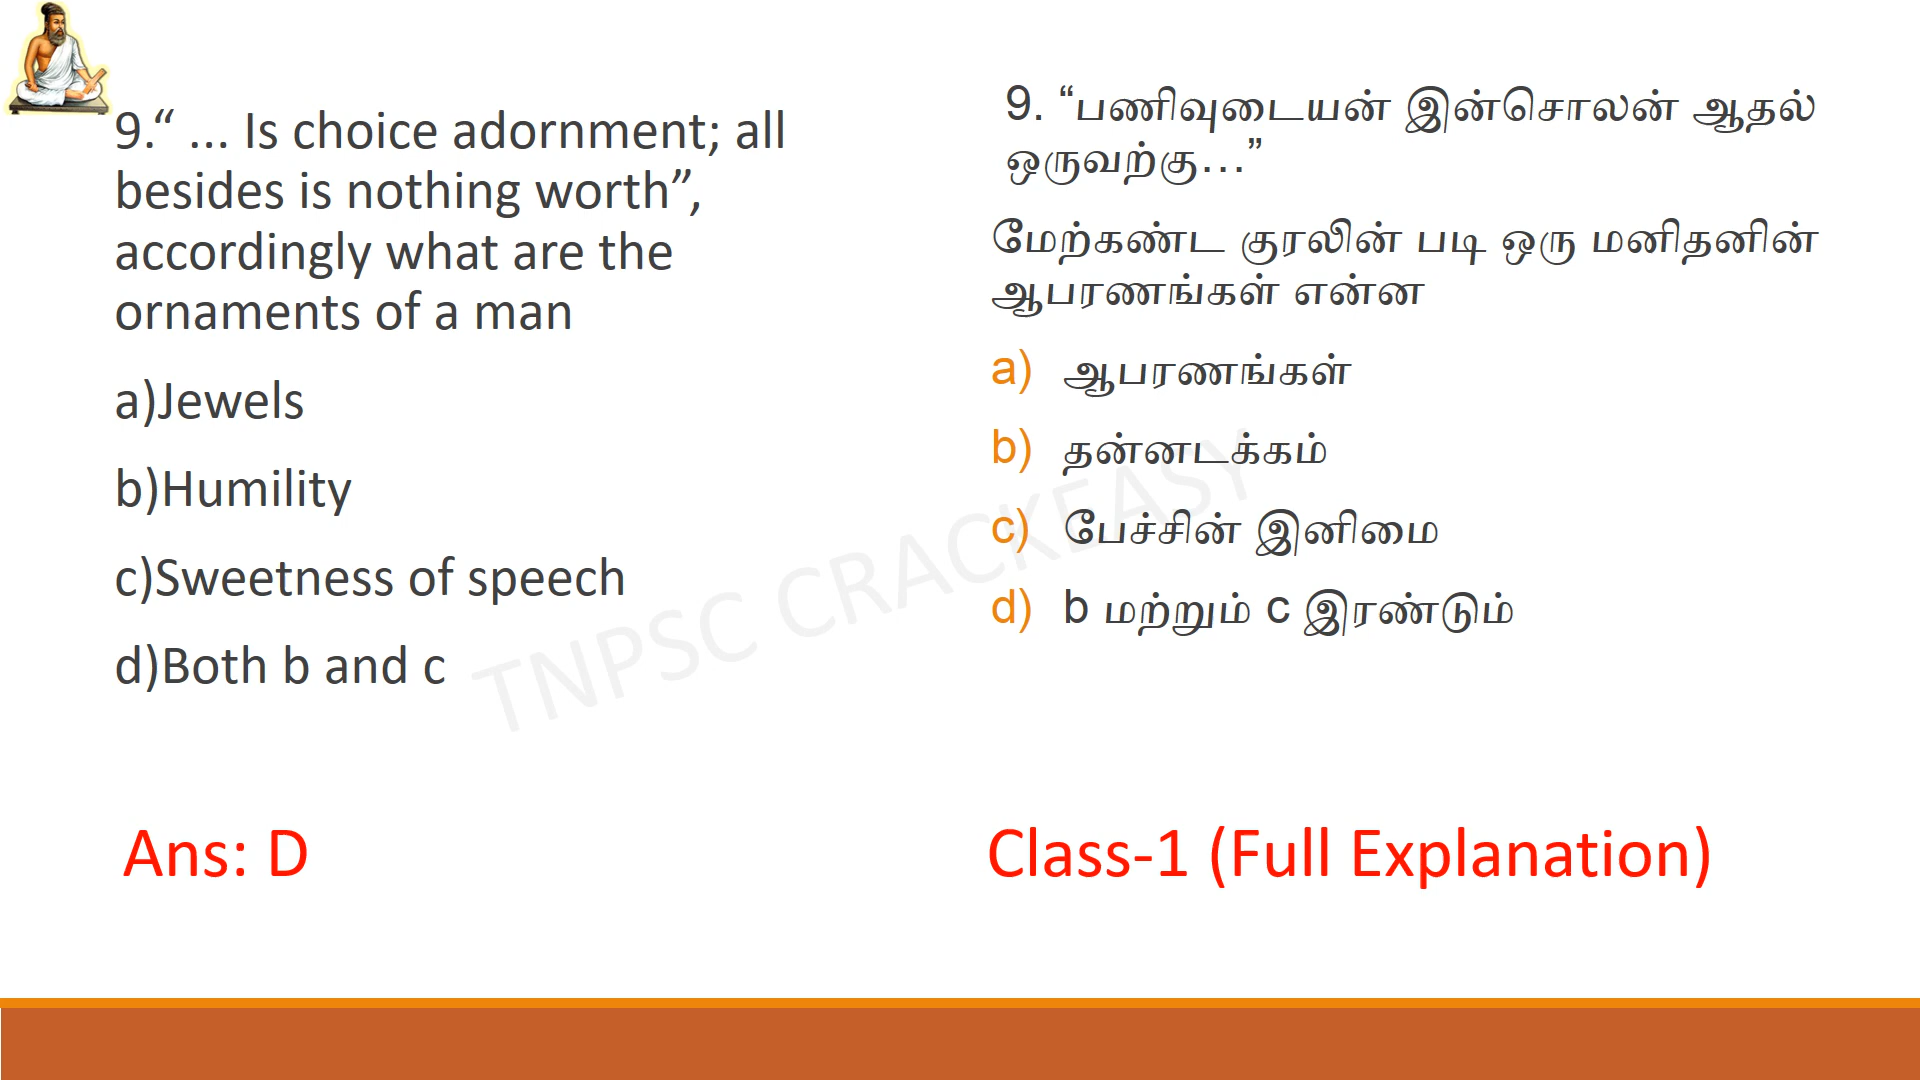 9.“ ... Is choice adornment; all
besides is nothing worth”,
accordingly what are the
ornaments of a man
a)Jewels
b)Humility
c)Sweetness of speech
d)Both b and c
Ans: D
9. “பணிவுடையன் இன்சொலன் ஆதல்
ஒருவற்கு...”
மேற்கண்ட குரலின் படி ஒரு மனிதனின்
ஆபரணங்கள் என்ன
a) ஆபரணங்கள்
b) தன்னடக்கம்
c) பேச்சின் இனிமை
d) b மற்றும் c இரண்டும்
Class-1 (Full Explanation)
TNPSC CRACKEASY